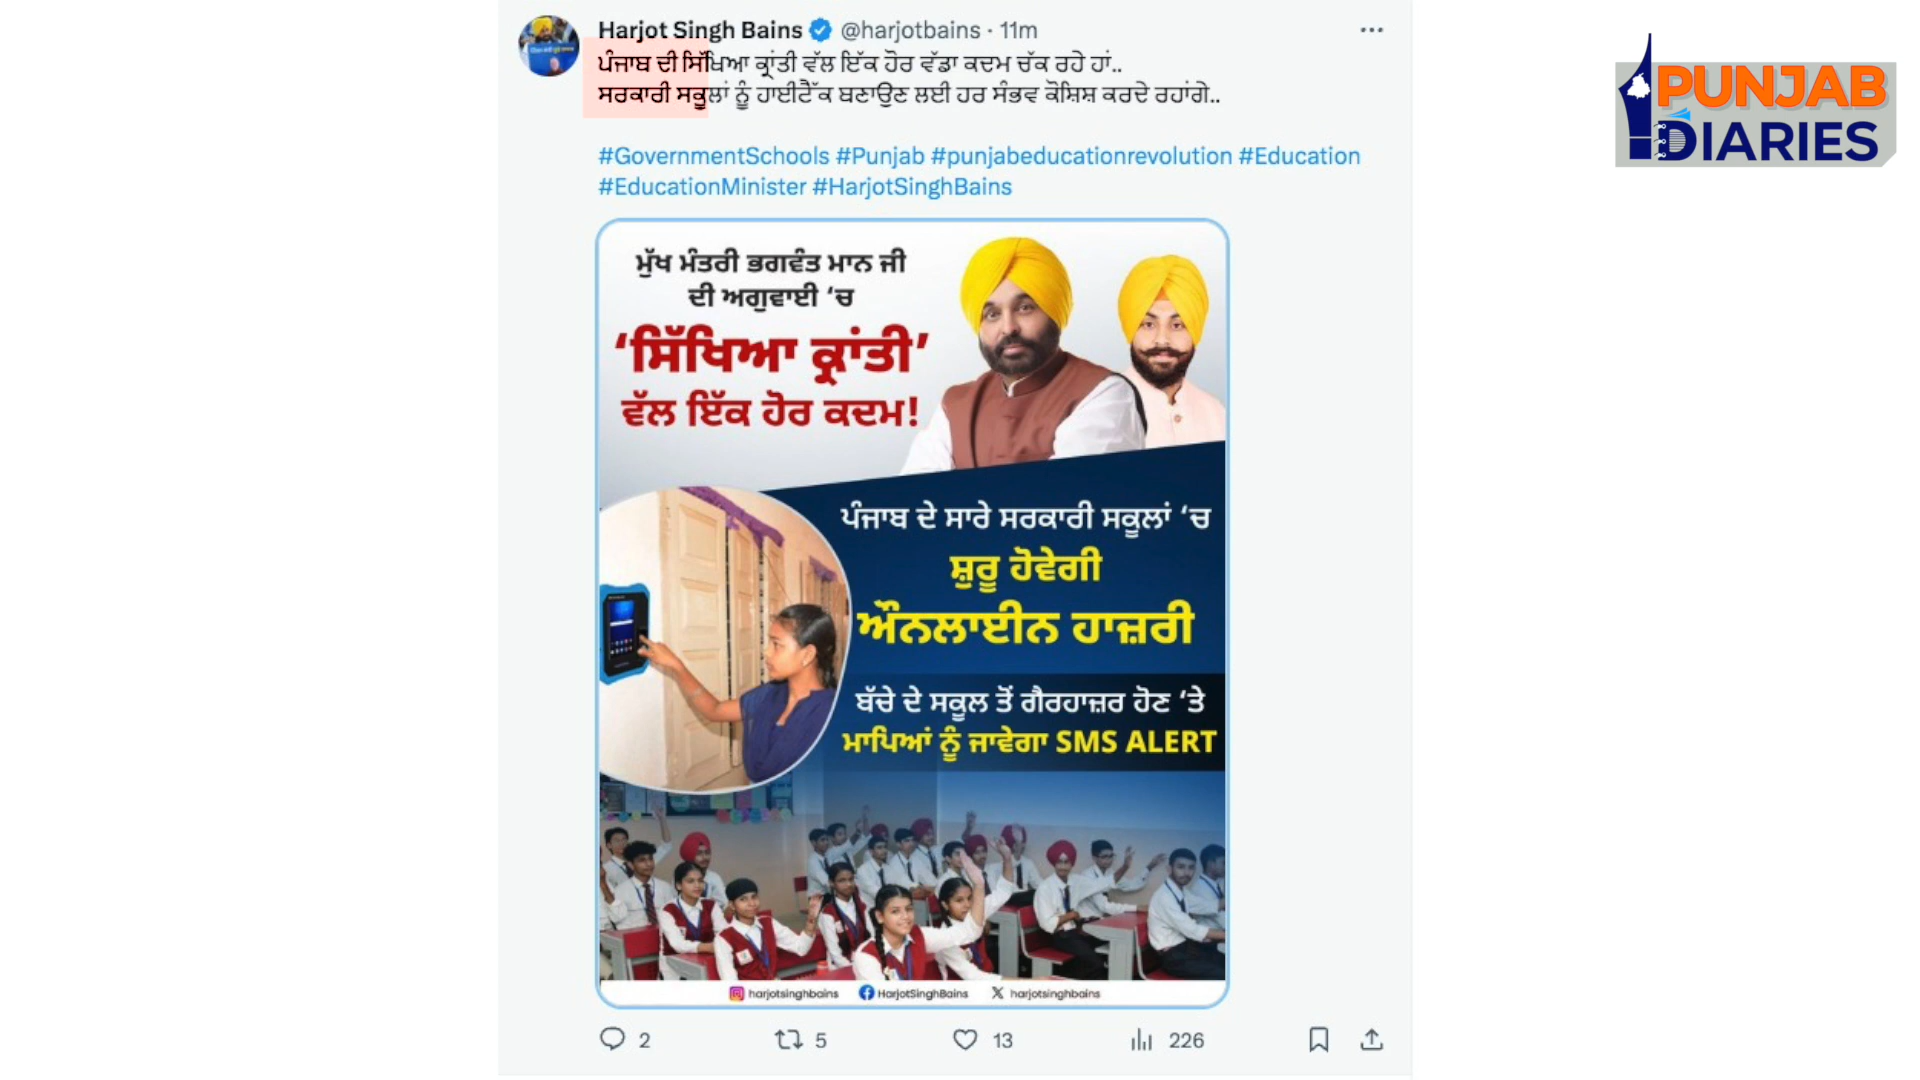 Harjot Singh Bains @harjotbains · 11m
ਪੰਜਾਬ ਦੀ ਸਿੱਖਿਆ ਕ੍ਰਾਂਤੀ ਵੱਲ ਇੱਕ ਹੋਰ ਵੱਡਾ ਕਦਮ ਚੱਕ ਰਹੇ ਹਾਂ..
ਸਰਕਾਰੀ ਸਕੂਲਾਂ ਨੂੰ ਹਾਈਟੈੱਕ ਬਣਾਉਣ ਲਈ ਹਰ ਸੰਭਵ ਕੋਸ਼ਿਸ਼ ਕਰਦੇ ਰਹਾਂਗੇ..
#GovernmentSchools #Punjab #punjabeducationrevolution #Education
#EducationMinister #HarjotSinghBains
ਮੁੱਖ ਮੰਤਰੀ ਭਗਵੰਤ ਮਾਨ ਜੀ
ਦੀ ਅਗੁਵਾਈ ‘ਚ
‘ਸਿੱਖਿਆ ਕ੍ਰਾਂਤੀ’
ਵੱਲ ਇੱਕ ਹੋਰ ਕਦਮ!
ਪੰਜਾਬ ਦੇ ਸਾਰੇ ਸਰਕਾਰੀ ਸਕੂਲਾਂ ‘ਚ
ਸ਼ੁਰੂ ਹੋਵੇਗੀ
ਔਨਲਾਈਨ ਹਾਜ਼ਰੀ
ਬੱਚੇ ਦੇ ਸਕੂਲ ਤੋਂ ਗੈਰਹਾਜ਼ਰ ਹੋਣ ‘ਤੇ
ਮਾਪਿਆਂ ਨੂੰ ਜਾਵੇਗਾ SMS ALERT
harjotsinghbains HarjotSinghBains harjotsinghbains
2 5 13 226
PUNJAB
DIARIES